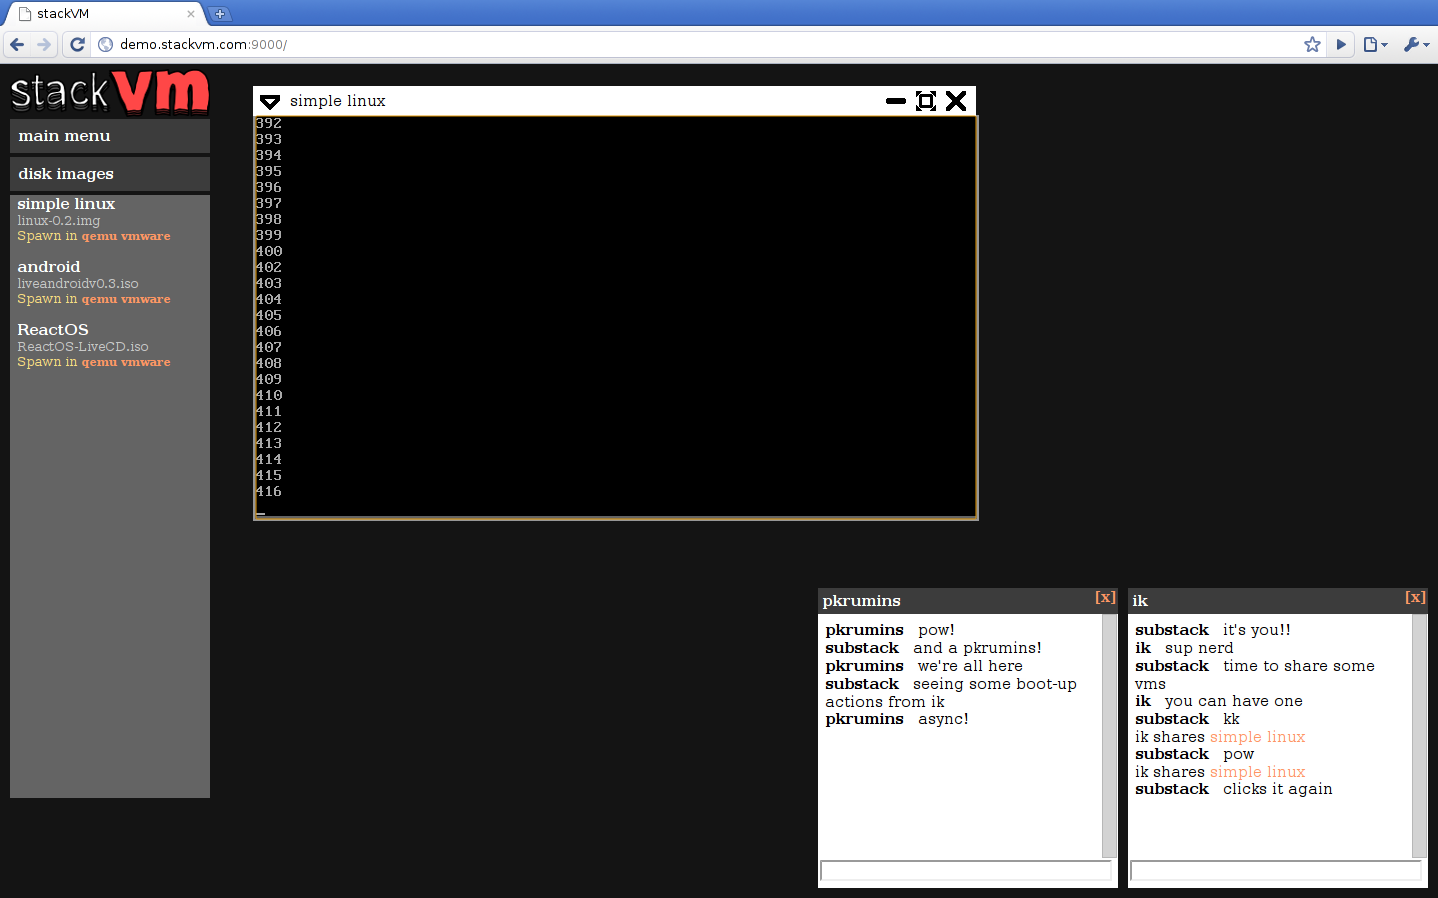 stackVM
demo.stackvm.com:9000/
stackvm
main menu
disk images
simple linux
linux-0.2.img
Spawn in qemu vmware
android
liveandroidv0.3.iso
Spawn in qemu vmware
ReactOS
ReactOS-LiveCD.iso
Spawn in qemu vmware
simple linux
392
393
394
395
396
397
398
399
400
402
403
404
405
406
407
408
409
410
411
412
413
414
415
416
_
pkrumins [x]
pkrumins pow!
substack and a pkrumins!
pkrumins we're all here
substack seeing some boot-up
actions from ik
pkrumins async!
ik [x]
substack it's you!!
ik sup nerd
substack time to share some
vms
ik you can have one
substack kk
ik shares simple linux
substack pow
ik shares simple linux
substack clicks it again